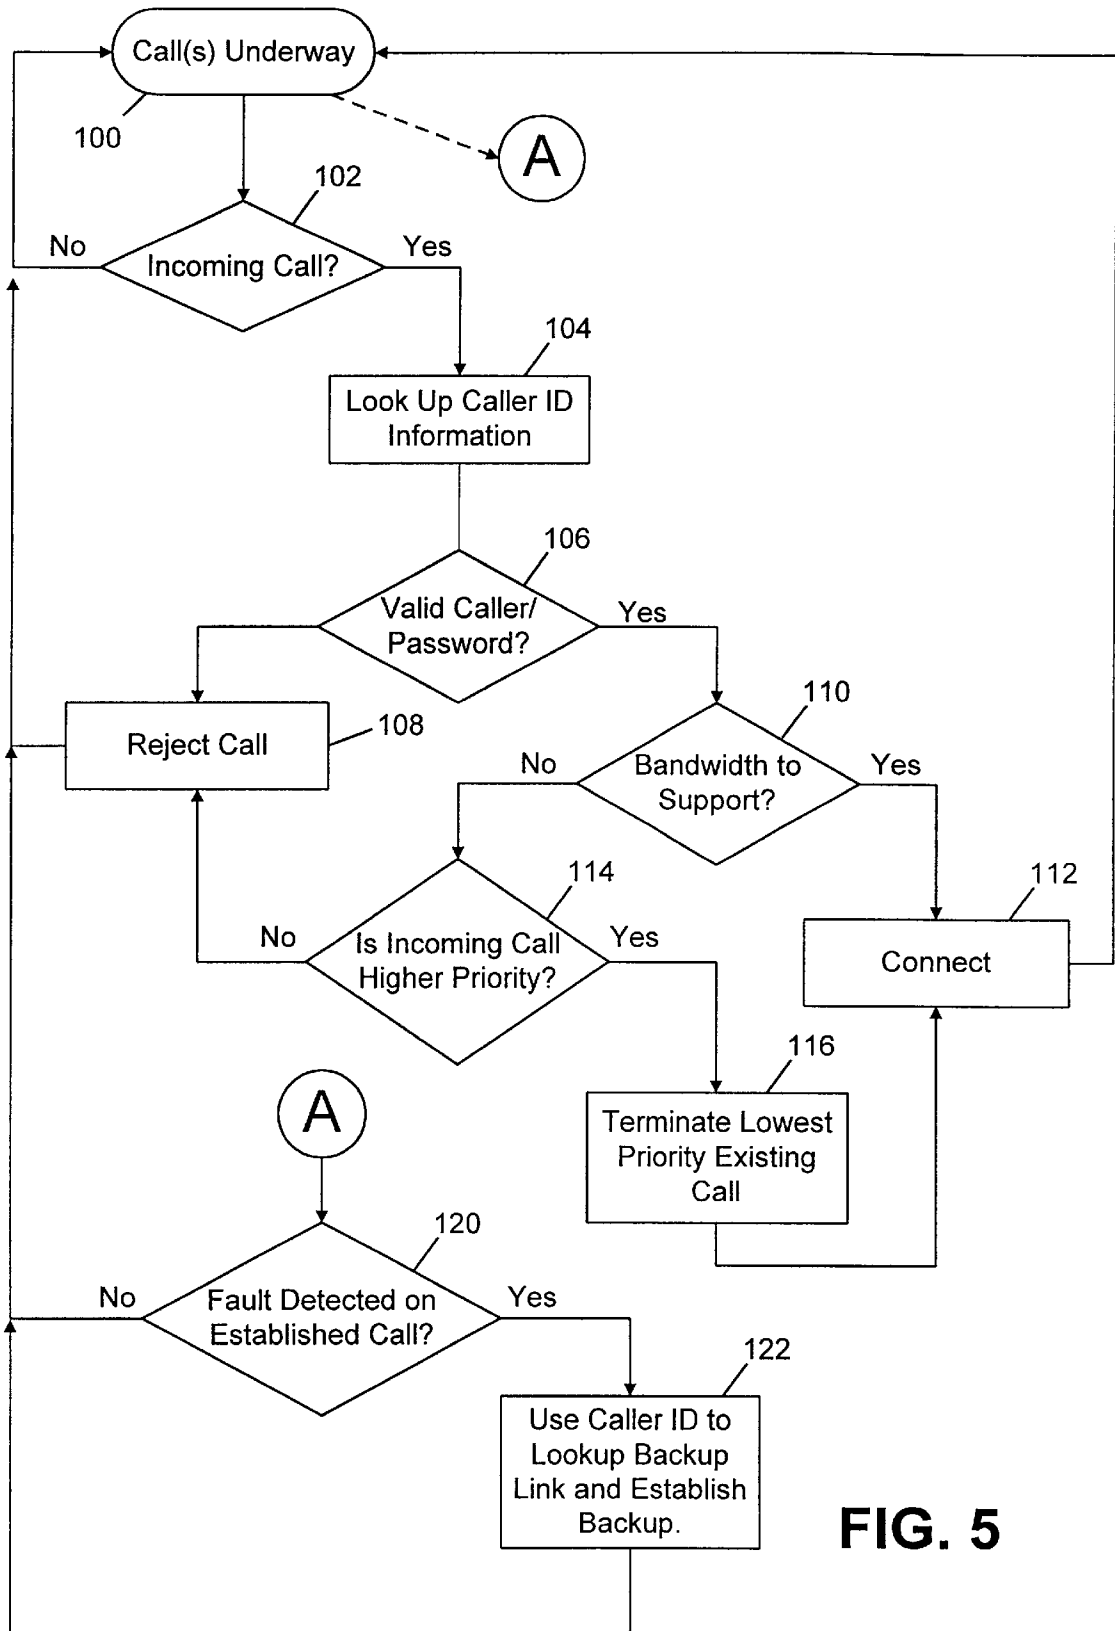 Call(s) Underway
100
A
102
No
Yes
Incoming Call?
104
Look Up Caller ID
Information
106
Valid Caller/
Password?
Yes
110
108
Reject Call
No
Bandwidth to
Support?
Yes
114
112
No
Is Incoming Call
Higher Priority?
Yes
Connect
116
A
Terminate Lowest
Priority Existing
Call
120
No
Fault Detected on
Established Call?
Yes
122
Use Caller ID to
Lookup Backup
Link and Establish
Backup.
FIG. 5